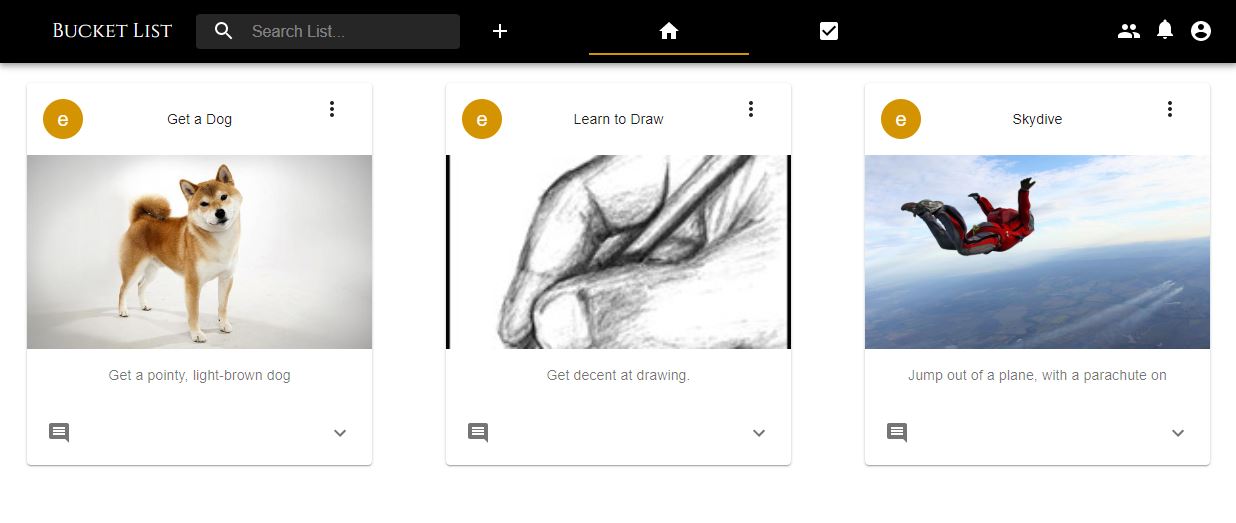 Bucket List
Search List...
e
Get a Dog
Get a pointy, light-brown dog
e
Learn to Draw
Get decent at drawing.
e
Skydive
Jump out of a plane, with a parachute on